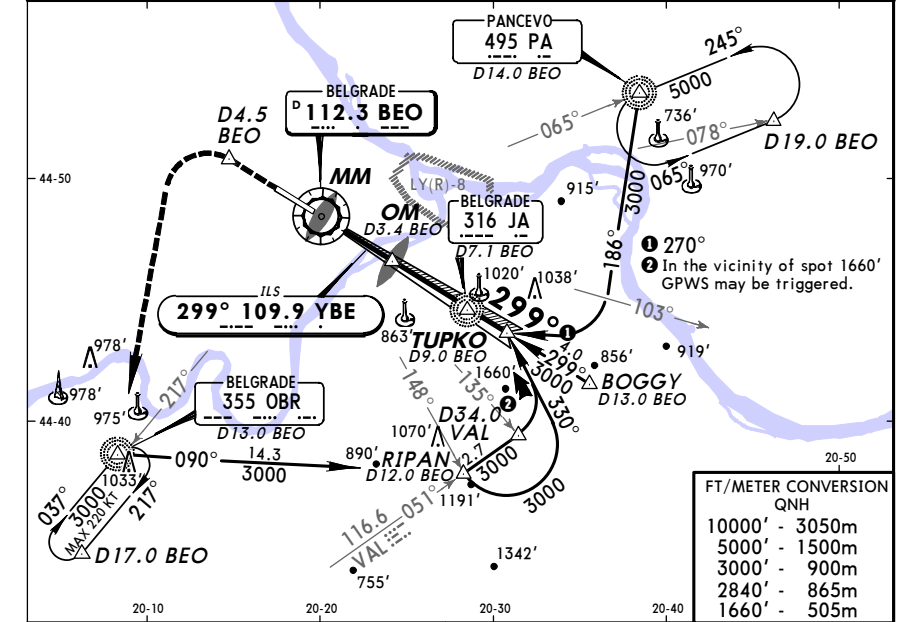 PANCEVO
495 PA
D14.0 BEO
245°
5000
065°
736'
078°
D19.0 BEO
065°
970'
BELGRADE
D 112.3 BEO
D4.5
BEO
MM
44-50
LY(R)-8
915'
3000
186°
BELGRADE
316 JA
D7.1 BEO
OM
D3.4 BEO
❶ 270°
❷ In the vicinity of spot 1660'
GPWS may be triggered.
ILS
299° 109.9 YBE
1020'
1038'
103°
299° ❶
863'
TUPKO
D9.0 BEO
4.0
299°
3000
856'
919'
BOGGY
D13.0 BEO
978'
978'
975'
217°
BELGRADE
355 OBR
D13.0 BEO
148°
135°
1660'
❷
330°
44-40
1070'
D34.0
VAL
090°
14.3
3000
890'
RIPAN
D12.0 BEO
2.7
3000
3000
1191'
1033'
037°
3000
MAX 220 KT
217°
D17.0 BEO
116.6
VAL
051°
755'
1342'
20-50
FT/METER CONVERSION
QNH
10000' - 3050m
5000' - 1500m
3000' - 900m
2840' - 865m
1660' - 505m
20-10
20-20
20-30
20-40